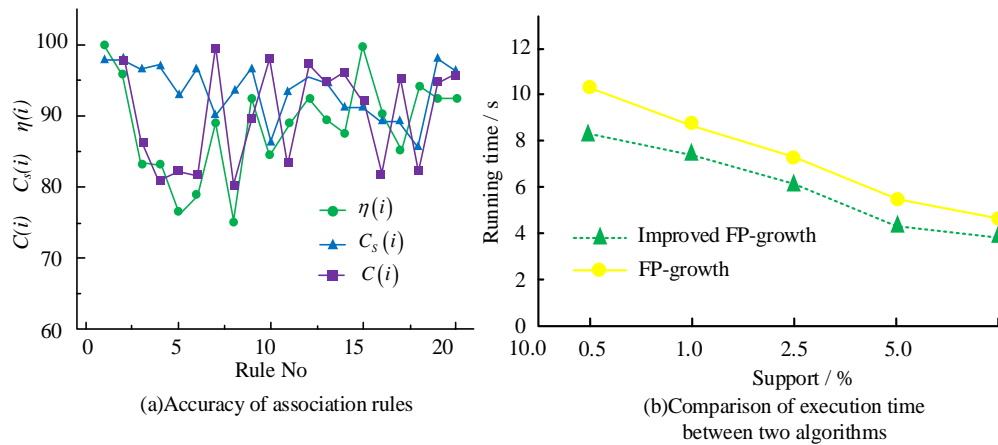 100
90
80
70
60
C(i) C_s(i) η(i)
η(i)
C_S(i)
C(i)
0 5 10 15 20
Rule No
(a)Accuracy of association rules
12
10
8
6
4
2
0
Running time / s
Improved FP-growth
FP-growth
10.0 0.5 1.0 2.5 5.0
Support / %
(b)Comparison of execution time
between two algorithms